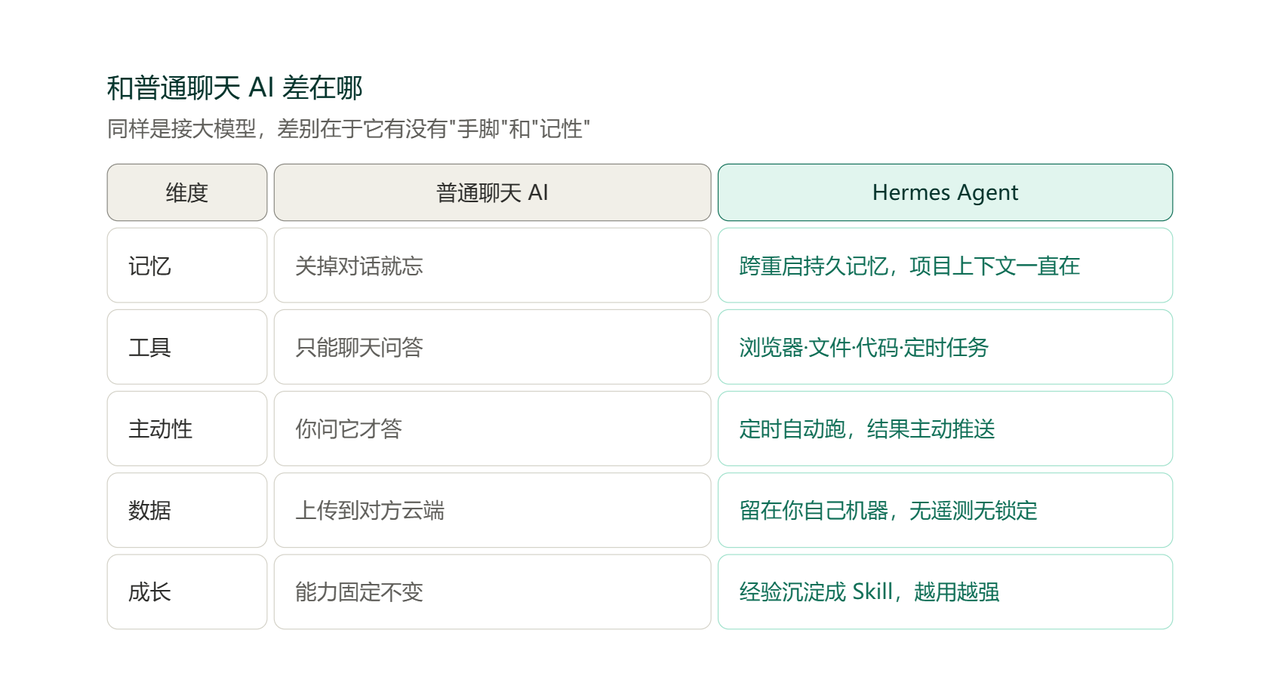 和普通聊天 AI 差在哪
同样是接大模型，差别在于它有没有"手脚"和"记性"
维度 普通聊天 AI Hermes Agent
记忆 关掉对话就忘 跨重启持久记忆，项目上下文一直在
工具 只能聊天问答 浏览器·文件·代码·定时任务
主动性 你问它才答 定时自动跑，结果主动推送
数据 上传到对方云端 留在你自己机器，无遥测无锁定
成长 能力固定不变 经验沉淀成 Skill，越用越强